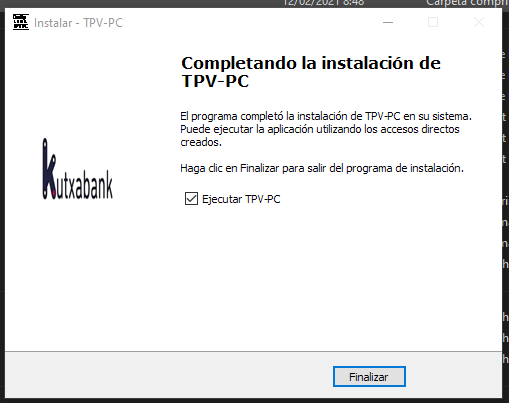 12/02/2021 8:48
Carpeta compri
Instalar - TPV-PC
Completando la instalación de
TPV-PC
El programa completó la instalación de TPV-PC en su sistema.
Puede ejecutar la aplicación utilizando los accesos directos
creados.
Haga clic en Finalizar para salir del programa de instalación.
Ejecutar TPV-PC
kutxabank
Finalizar